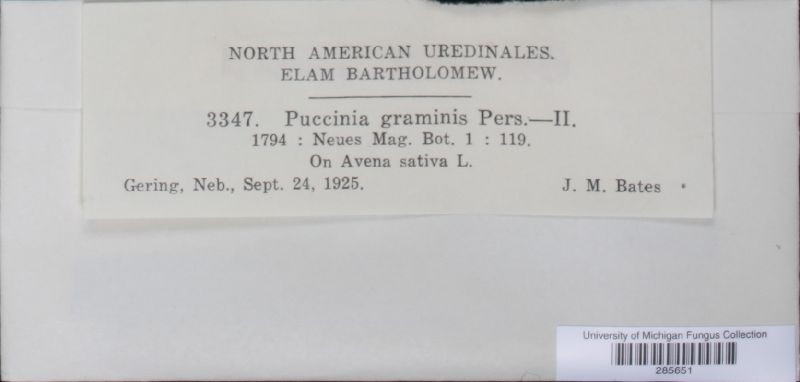 NORTH AMERICAN UREDINALES.
ELAM BARTHOLOMEW.
3347. Puccinia graminis Pers.—II.
1794 : Neues Mag. Bot. 1 : 119.
On Avena sativa L.
Gering, Neb., Sept. 24, 1925. J. M. Bates
University of Michigan Fungus Collection
285651